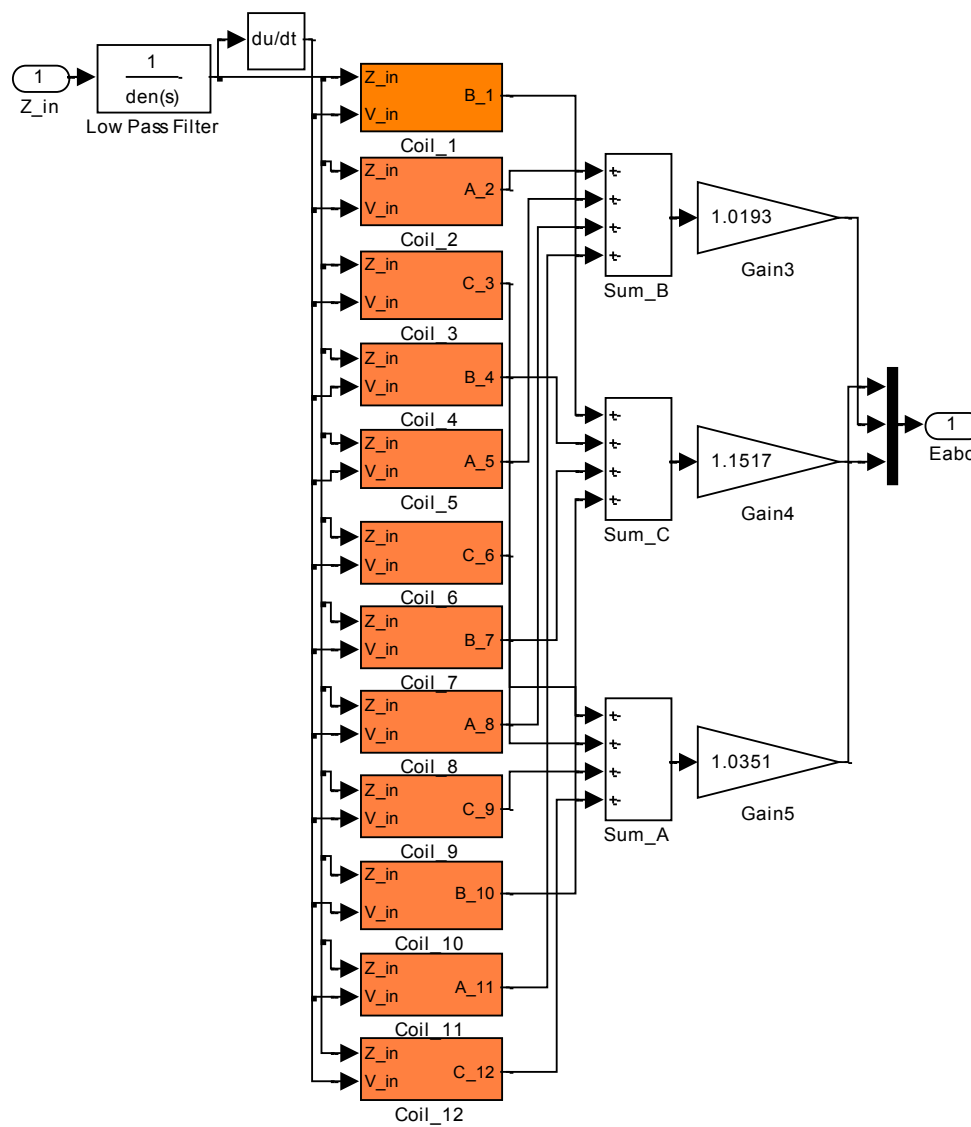 du/dt
1
Z_in
1
den(s)
Low Pass Filter
Z_in
V_in
B_1
Coil_1
Z_in
V_in
A_2
Coil_2
Z_in
V_in
C_3
Coil_3
Z_in
V_in
B_4
Coil_4
Z_in
V_in
A_5
Coil_5
Z_in
V_in
C_6
Coil_6
Z_in
V_in
B_7
Coil_7
Z_in
V_in
A_8
Coil_8
Z_in
V_in
C_9
Coil_9
Z_in
V_in
B_10
Coil_10
Z_in
V_in
A_11
Coil_11
Z_in
V_in
C_12
Coil_12
+
+
+
+
Sum_B
1.0193
Gain3
+
+
+
+
Sum_C
1.1517
Gain4
+
+
+
+
Sum_A
1.0351
Gain5
1
Eabc